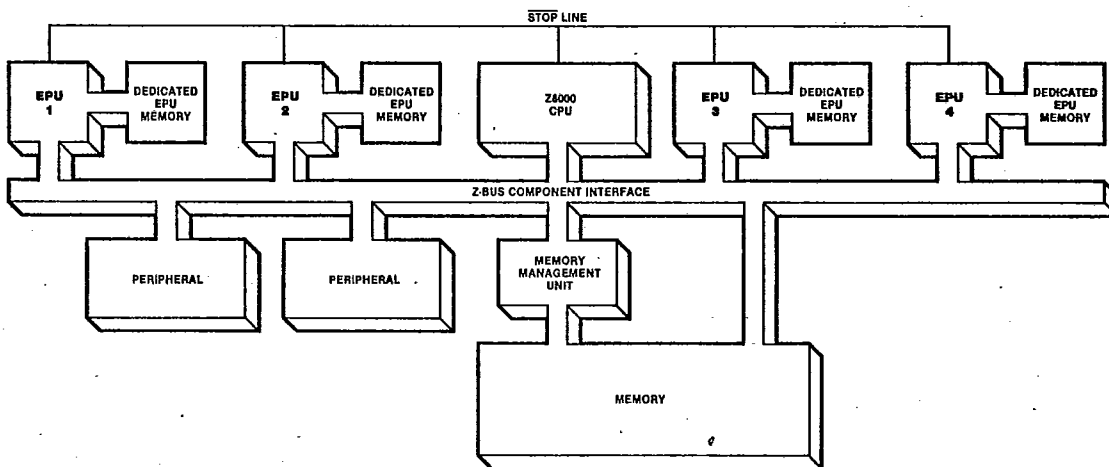 STOP LINE
EPU
1
DEDICATED
EPU
MEMORY
EPU
2
DEDICATED
EPU
MEMORY
Z8000
CPU
EPU
3
DEDICATED
EPU
MEMORY
EPU
4
DEDICATED
EPU
MEMORY
Z-BUS COMPONENT INTERFACE
PERIPHERAL
PERIPHERAL
MEMORY
MANAGEMENT
UNIT
MEMORY